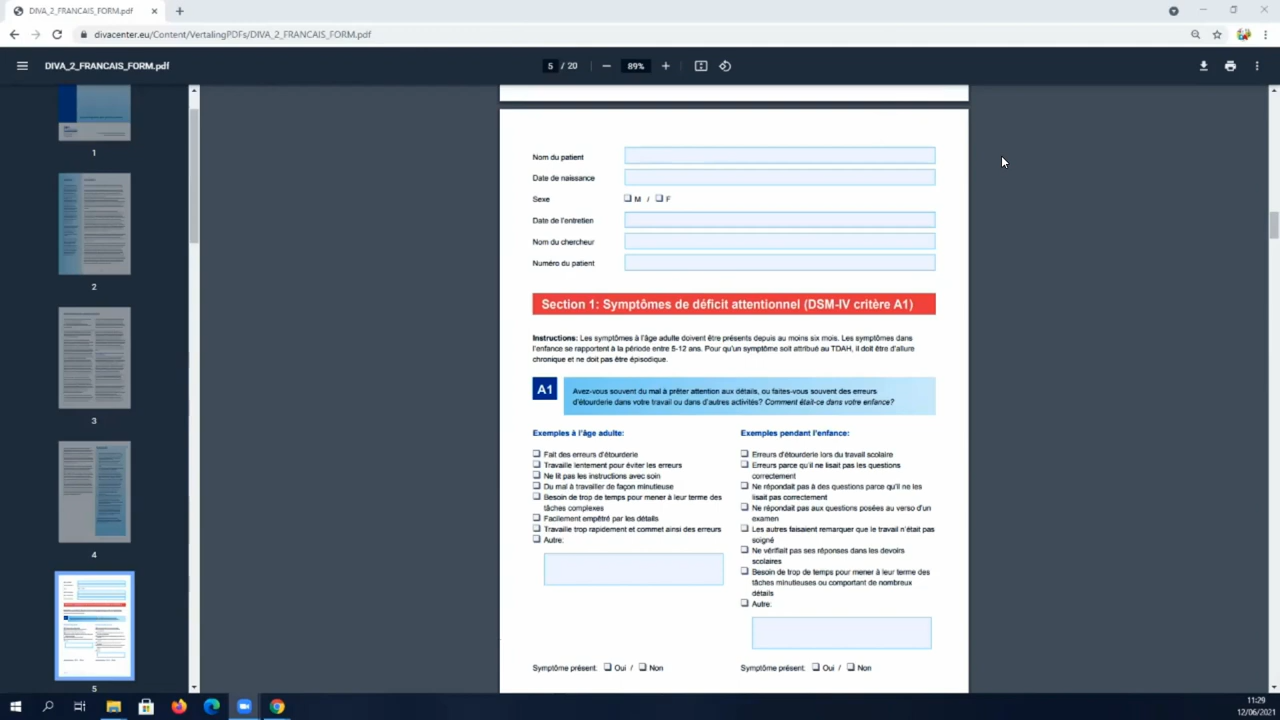 DIVA_2_FRANCAIS_FORM.pdf
divacenter.eu/Content/VertalingPDFs/DIVA_2_FRANCAIS_FORM.pdf
DIVA_2_FRANCAIS_FORM.pdf
5 / 20
89%
1
2
3
4
5
Nom du patient
Date de naissance
Sexe
M / F
Date de l'entretien
Nom du chercheur
Numéro du patient
Section 1: Symptômes de déficit attentionnel (DSM-IV critère A1)
Instructions: Les symptômes à l'âge adulte doivent être présents depuis au moins six mois. Les symptômes dans
l'enfance se rapportent à la période entre 5-12 ans. Pour qu'un symptôme soit attribué au TDAH, il doit être d'allure
chronique et ne doit pas être épisodique.
A1
Avez-vous souvent du mal à prêter attention aux détails, ou faites-vous souvent des erreurs
d'étourderie dans votre travail ou dans d'autres activités? Comment était-ce dans votre enfance?
Exemples à l'âge adulte:
Fait des erreurs d'étourderie
Travaille lentement pour éviter les erreurs
Ne lit pas les instructions avec soin
Du mal à travailler de façon minutieuse
Besoin de trop de temps pour mener à leur terme des
tâches complexes
Facilement empêtré par les détails
Travaille trop rapidement et commet ainsi des erreurs
Autre:
Symptôme présent: Oui / Non
Exemples pendant l'enfance:
Erreurs d'étourderie lors du travail scolaire
Erreurs parce qu'il ne lisait pas les questions
correctement
Ne répondait pas à des questions parce qu'il ne les
lisait pas correctement
Ne répondait pas aux questions posées au verso d'un
examen
Les autres faisaient remarquer que le travail n'était pas
soigné
Ne vérifiait pas ses réponses dans les devoirs
scolaires
Besoin de trop de temps pour mener à leur terme des
tâches minutieuses ou comportant de nombreux
détails
Autre:
Symptôme présent: Oui / Non
11:29
12/06/2021